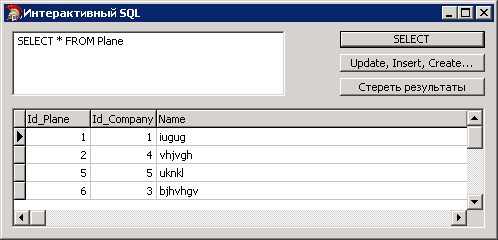 Интерактивный SQL
SELECT * FROM Plane
SELECT
Update, Insert, Create...
Стереть результаты
Id_Plane Id_Company Name
1 1 iugug
2 4 vhjvgh
5 5 uknkl
6 3 bjhvhgv